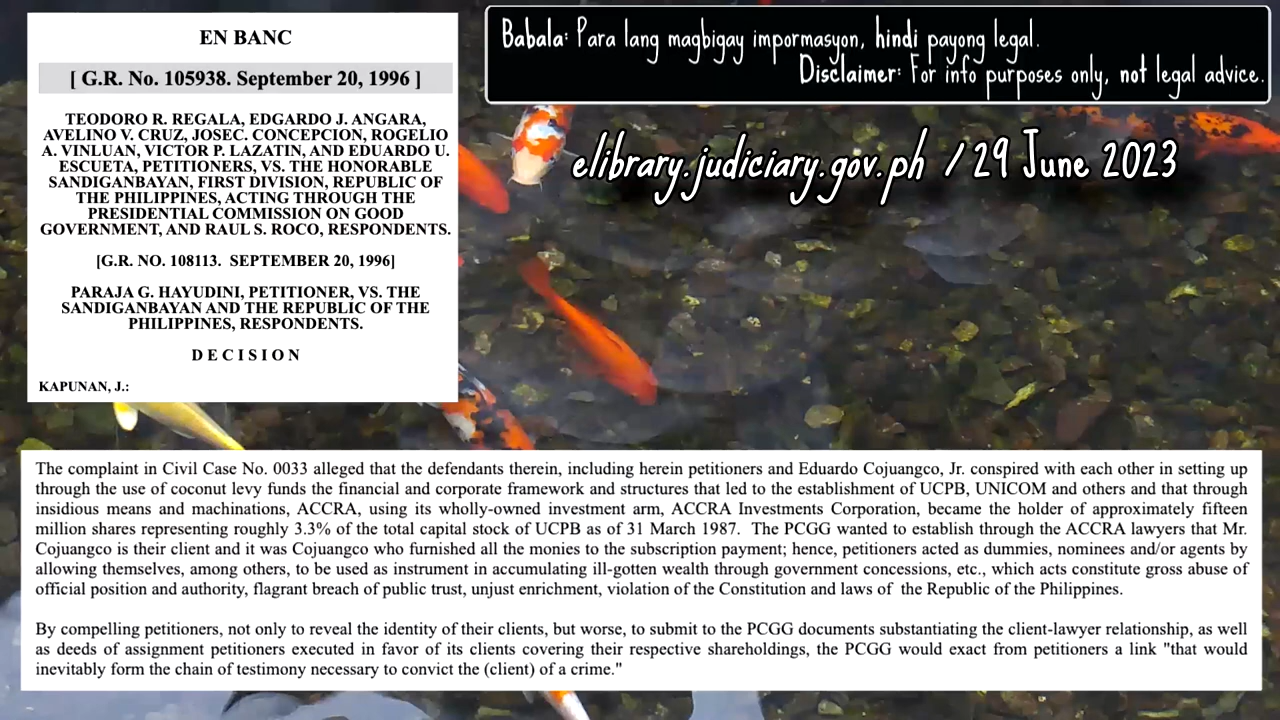 EN BANC
[ G.R. No. 105938. September 20, 1996 ]
TEODORO R. REGALA, EDGARDO J. ANGARA,
AVELINO V. CRUZ, JOSEC. CONCEPCION, ROGELIO
A. VINLUAN, VICTOR P. LAZATIN, AND EDUARDO U.
ESCUETA, PETITIONERS, VS. THE HONORABLE
SANDIGANBAYAN, FIRST DIVISION, REPUBLIC OF
THE PHILIPPINES, ACTING THROUGH THE
PRESIDENTIAL COMMISSION ON GOOD
GOVERNMENT, AND RAUL S. ROCO, RESPONDENTS.
[G.R. NO. 108113. SEPTEMBER 20, 1996]
PARAJA G. HAYUDINI, PETITIONER, VS. THE
SANDIGANBAYAN AND THE REPUBLIC OF THE
PHILIPPINES, RESPONDENTS.
D E C I S I O N
KAPUNAN, J.:
Babala: Para lang magbigay impormasyon, hindi payong legal.
Disclaimer: For info purposes only, not legal advice.
elibrary.judiciary.gov.ph / 29 June 2023
The complaint in Civil Case No. 0033 alleged that the defendants therein, including herein petitioners and Eduardo Cojuangco, Jr. conspired with each other in setting up
through the use of coconut levy funds the financial and corporate framework and structures that led to the establishment of UCPB, UNICOM and others and that through
insidious means and machinations, ACCRA, using its wholly-owned investment arm, ACCRA Investments Corporation, became the holder of approximately fifteen
million shares representing roughly 3.3% of the total capital stock of UCPB as of 31 March 1987. The PCGG wanted to establish through the ACCRA lawyers that Mr.
Cojuangco is their client and it was Cojuangco who furnished all the monies to the subscription payment; hence, petitioners acted as dummies, nominees and/or agents by
allowing themselves, among others, to be used as instrument in accumulating ill-gotten wealth through government concessions, etc., which acts constitute gross abuse of
official position and authority, flagrant breach of public trust, unjust enrichment, violation of the Constitution and laws of the Republic of the Philippines.
By compelling petitioners, not only to reveal the identity of their clients, but worse, to submit to the PCGG documents substantiating the client-lawyer relationship, as well
as deeds of assignment petitioners executed in favor of its clients covering their respective shareholdings, the PCGG would exact from petitioners a link "that would
inevitably form the chain of testimony necessary to convict the (client) of a crime."